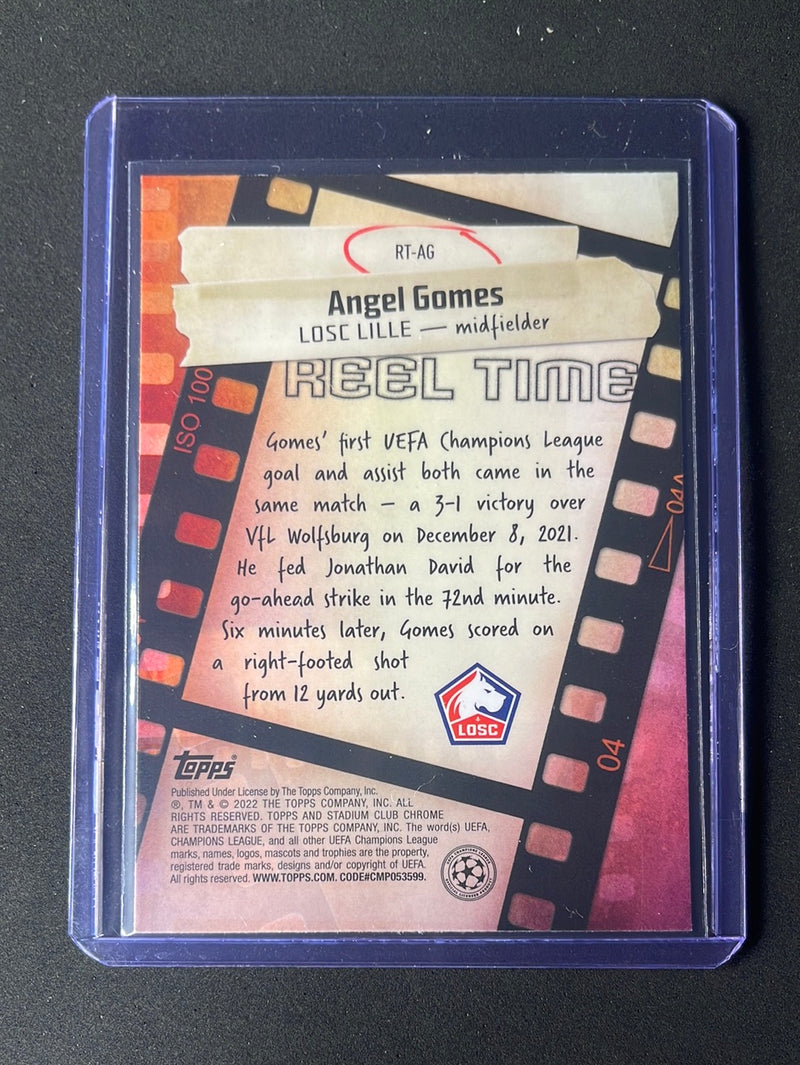 RT-AG
Angel Gomes
LOSC LILLE — midfielder
REEL TIME
ISO 100
Gomes' first UEFA Champions League
goal and assist both came in the
same match – a 3-1 victory over
VfL Wolfsburg on December 8, 2021.
He fed Jonathan David for the
go-ahead strike in the 72nd minute.
Six minutes later, Gomes scored on
a right-footed shot
from 12 yards out.
LOSC
04A
04
Topps®
Published Under License by The Topps Company, Inc.
®, TM & © 2022 THE TOPPS COMPANY, INC. ALL
RIGHTS RESERVED. TOPPS AND STADIUM CLUB CHROME
ARE TRADEMARKS OF THE TOPPS COMPANY, INC. The word(s) UEFA,
CHAMPIONS LEAGUE, and all other UEFA Champions League
marks, names, logos, mascots and trophies are the property,
registered trade marks, designs and/or copyright of UEFA.
All rights reserved. WWW.TOPPS.COM. CODE#CMP053599.